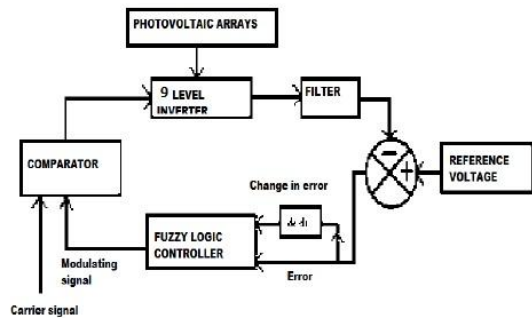 PHOTOVOLTAIC ARRAYS
9 LEVEL
INVERTER
FILTER
COMPARATOR
REFERENCE
VOLTAGE
Change in error
FUZZY LOGIC
CONTROLLER
Modulating
signal
Error
Carrier signal
−
+